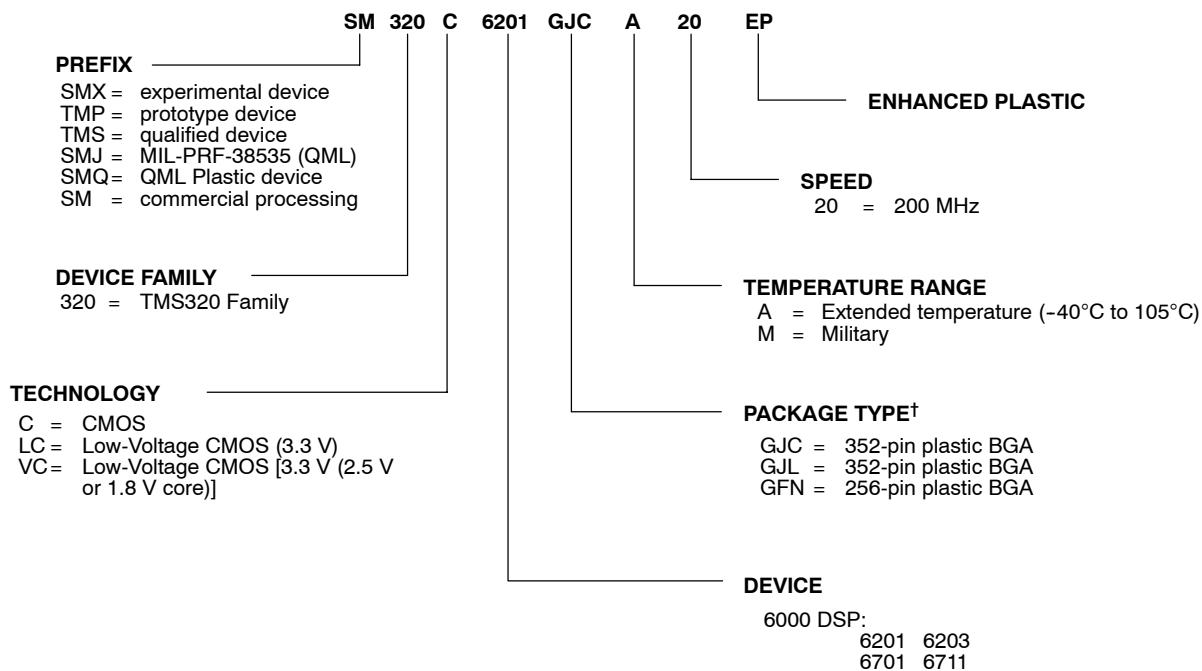 SM 320 C 6201 GJC A 20 EP
PREFIX
SMX = experimental device
TMP = prototype device
TMS = qualified device
SMJ = MIL-PRF-38535 (QML)
SMQ = QML Plastic device
SM = commercial processing
DEVICE FAMILY
320 = TMS320 Family
TECHNOLOGY
C = CMOS
LC = Low-Voltage CMOS (3.3 V)
VC = Low-Voltage CMOS [3.3 V (2.5 V
or 1.8 V core)]
ENHANCED PLASTIC
SPEED
20 = 200 MHz
TEMPERATURE RANGE
A = Extended temperature (-40°C to 105°C)
M = Military
PACKAGE TYPE†
GJC = 352-pin plastic BGA
GJL = 352-pin plastic BGA
GFN = 256-pin plastic BGA
DEVICE
6000 DSP:
6201 6203
6701 6711